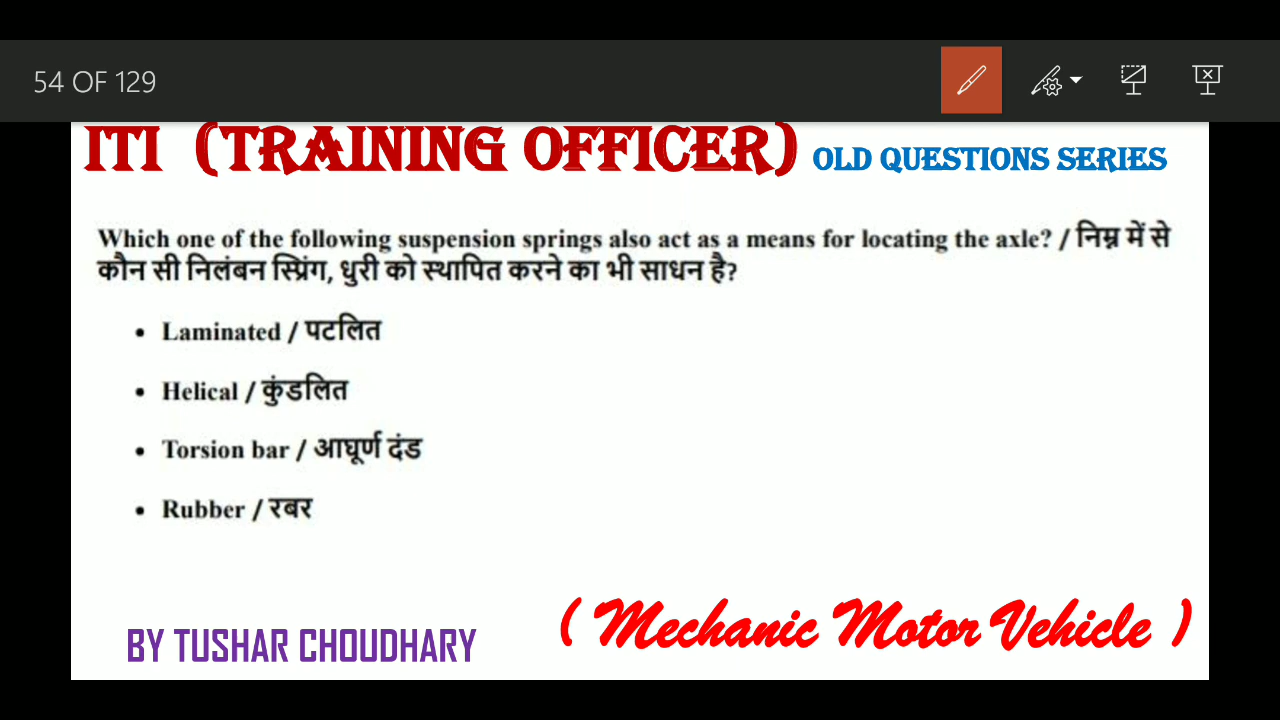 54 OF 129
ITI (TRAINING OFFICER) OLD QUESTIONS SERIES
Which one of the following suspension springs also act as a means for locating the axle? / निम्न में से
कौन सी निलंबन स्प्रिंग, धुरी को स्थापित करने का भी साधन है?
• Laminated / पटलित
• Helical / कुंडलित
• Torsion bar / आघूर्ण दंड
• Rubber / रबर
BY TUSHAR CHOUDHARY
( Mechanic Motor Vehicle )